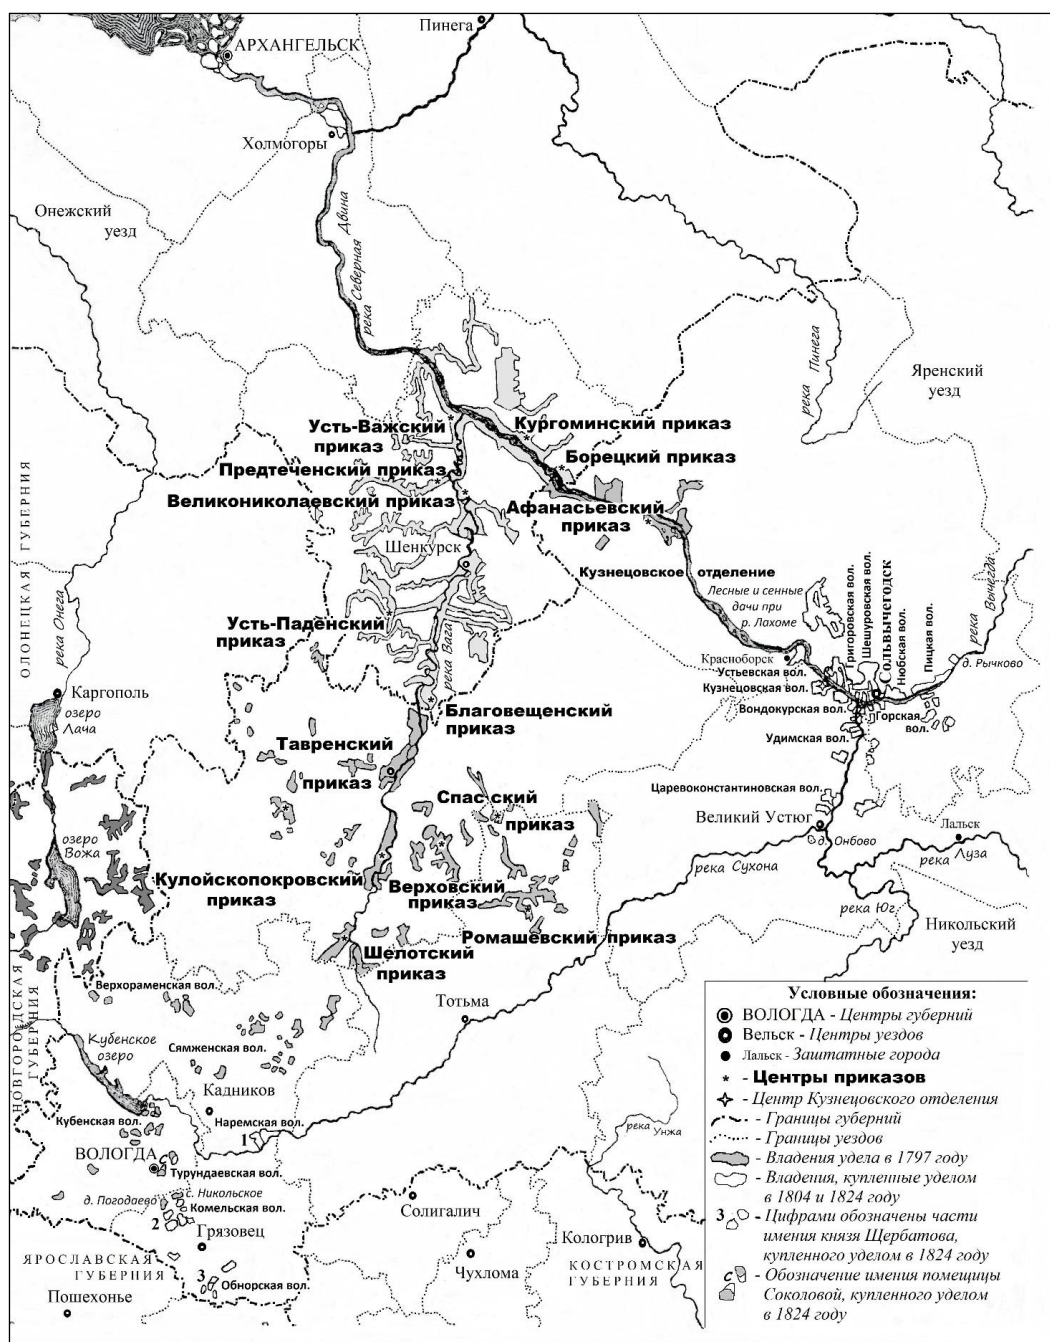 Пинега
АРХАНГЕЛЬСК
Холмогоры
Онежский
уезд
река Северная Двина
река Пинега
Яренский
уезд
Усть-Важский
приказ
Кургоминский приказ
Борецкий приказ
Предтеченский приказ
Великониколаевский приказ
Афанасьевский
приказ
Шенкурск
ОЛОНЕЦКАЯ ГУБЕРНИЯ
река Онега
Кузнецовское отделение
Лесные и сенные
дачи при
р. Лахоме
Григоровская вол.
Шешуровская вол.
Сольвычегодск
Нюбская вол.
Пицкая вол.
река Вычегда
д. Рычково
Усть-Паденский
приказ
река Вага
Красноборск
Устьевская вол.
Кузнецовская вол.
Вондокурская вол.
Горская
вол.
Удимская вол.
Каргополь
озеро
Лача
Благовещенский
приказ
Тавренский
приказ
Спасский
приказ
Царевоконстантиновская вол.
Великий Устюг
д. Онбово
Лальск
река Луза
озеро
Вожа
река Сухона
Кулойскопокровский
приказ
Верховский
приказ
река Юг
Никольский
уезд
Ромашевский приказ
Шелотский
приказ
Верхораменская вол.
Тотьма
НОВГОРОДСКАЯ
ГУБЕРНИЯ
Кубенское
озеро
Сямженская вол.
Кадников
Кубенская вол.
Наремская вол.
1
река
Унжа
ВОЛОГДА
с
Турундаевская вол.
с. Никольское
д. Погодаево
Комельская вол.
2
Грязовец
Солигалич
Кологрив
ЯРОСЛАВСКАЯ
ГУБЕРНИЯ
3
Обнорская вол.
Чухлома
КОСТРОМСКАЯ
ГУБЕРНИЯ
Пошехонье
Условные обозначения:
ВОЛОГДА - Центры губерний
Вельск - Центры уездов
Лальск - Заштатные города
* - Центры приказов
- Центр Кузнецовского отделения
- Границы губерний
- Границы уездов
- Владения удела в 1797 году
- Владения, купленные уделом
в 1804 и 1824 году
3 - Цифрами обозначены части
имения князя Щербатова,
купленного уделом в 1824 году
с - Обозначение имения помещицы
Соколовой, купленного уделом
в 1824 году